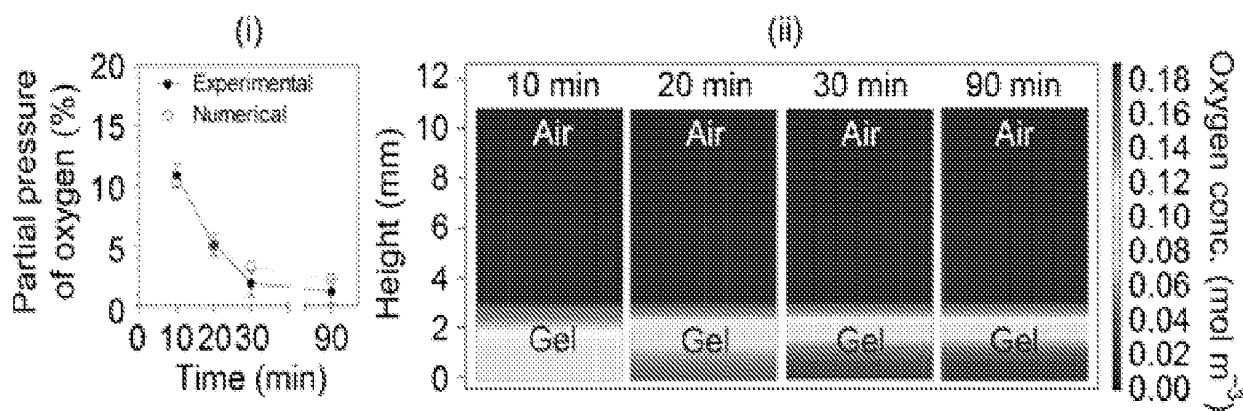 (i)
(ii)
Partial pressure
of oxygen (%)
20
15
10
5
0
Experimental
Numerical
0 10 20 30 90
Time (min)
Height (mm)
12
10
8
6
4
2
0
10 min 20 min 30 min 90 min
Air Air Air Air
Gel Gel Gel Gel
0.18
0.16
0.14
0.12
0.10
0.08
0.06
0.04
0.02
0.00
Oxygen conc. (mol m⁻³)